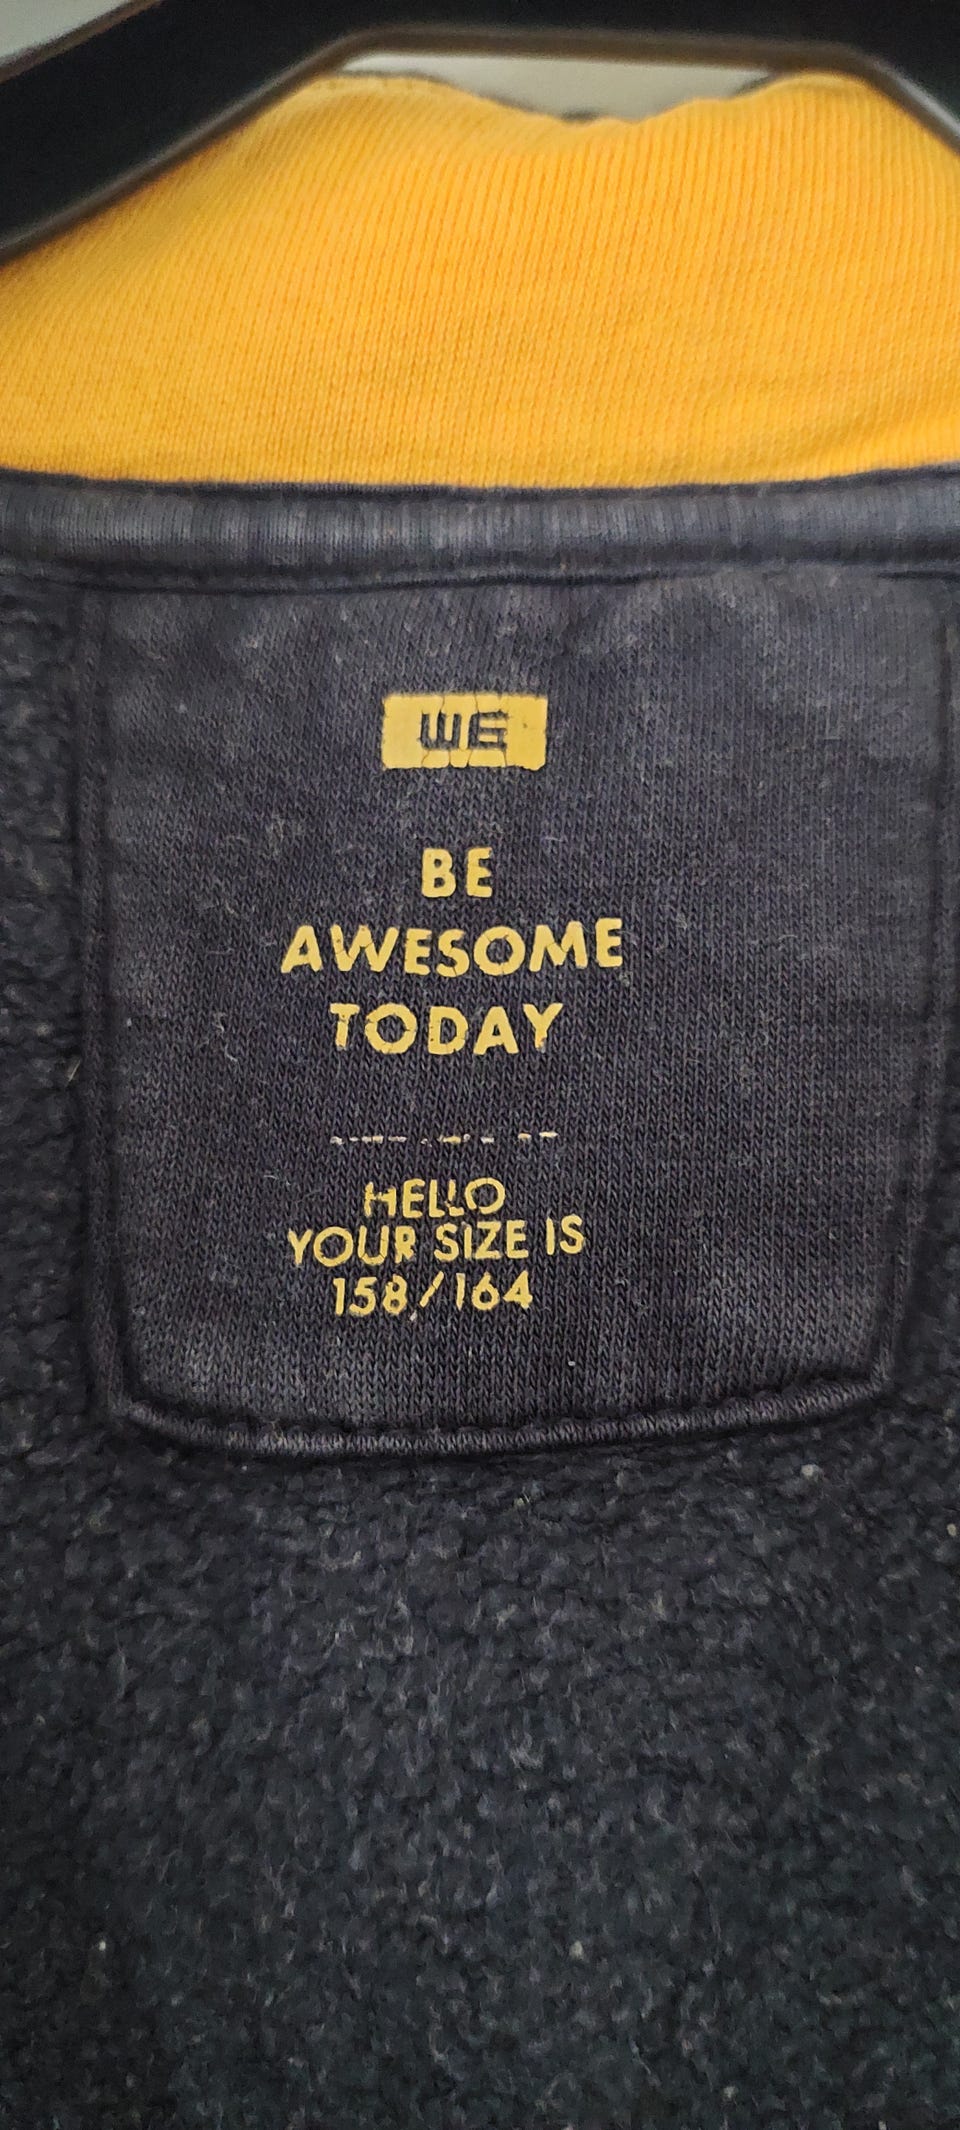 WE
BE
AWESOME
TODAY
HELLO
YOUR SIZE IS
158/164